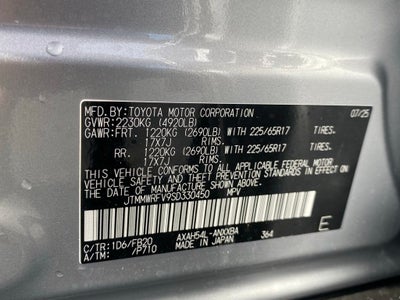 MFD.BY:TOYOTA MOTOR CORPORATION 07/25
GVWR:2230KG (4920LB)
GAWR:FRT. 1220KG (2690LB) WITH 225/65R17 TIRES.
17X7J RIMS.
RR. 1220KG (2690LB) WITH 225/65R17 TIRES.
17X7J RIMS.
THIS VEHICLE CONFORMS TO ALL APPLICABLE FEDERAL MOTOR
VEHICLE SAFETY AND THEFT PREVENTION STANDARDS IN EFFECT ON
THE DATE OF MANUFACTURE SHOWN ABOVE.
JTMMWRFV9SD330450 MPV
C/TR:1D6/FB20 AXAH54L-ANXXBA 364 E
A/TM: /P710 MADE IN JAPAN